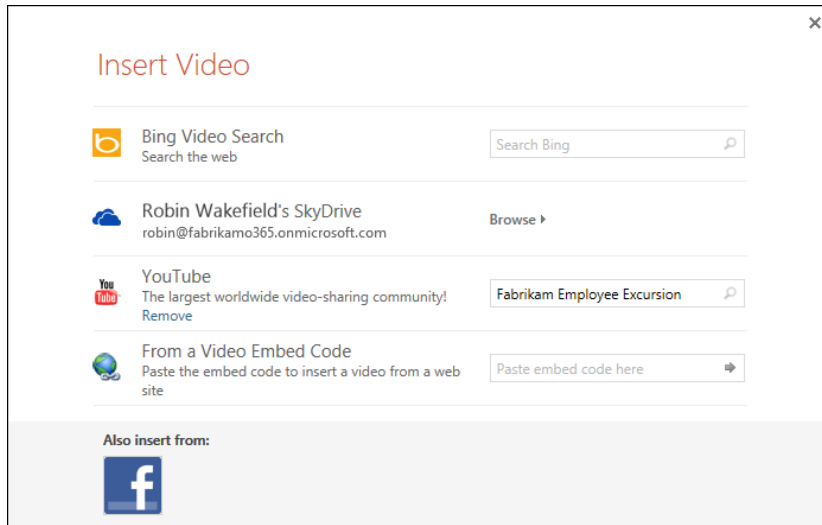 Insert Video
Bing Video Search
Search the web
Search Bing
Robin Wakefield's SkyDrive
robin@fabrikamo365.onmicrosoft.com
Browse
You
Tube
YouTube
The largest worldwide video-sharing community!
Remove
Fabrikam Employee Excursion
From a Video Embed Code
Paste the embed code to insert a video from a web
site
Paste embed code here
Also insert from:
f